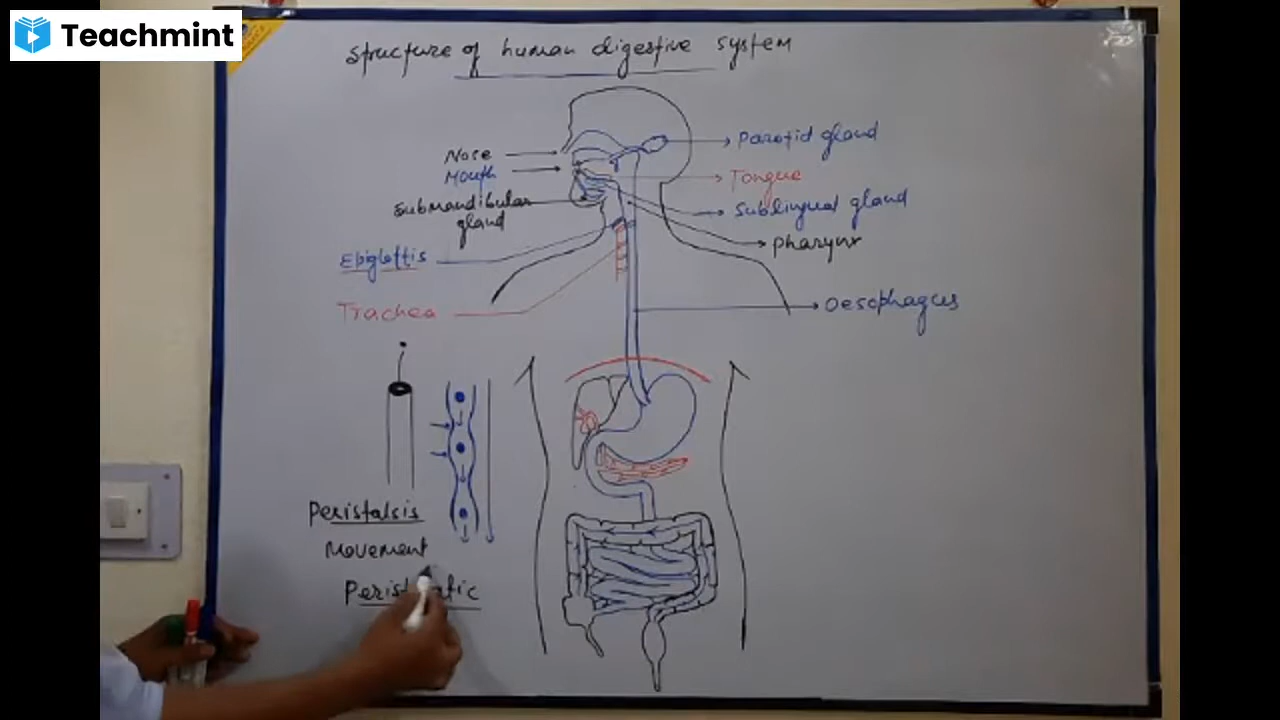 Teachmint
Structure of human digestive system
Nose
Mouth
Submandibular
gland
Epiglottis
Trachea
Parotid gland
Tongue
Sublingual gland
Pharynx
Oesophagus
Peristalsis
Movement